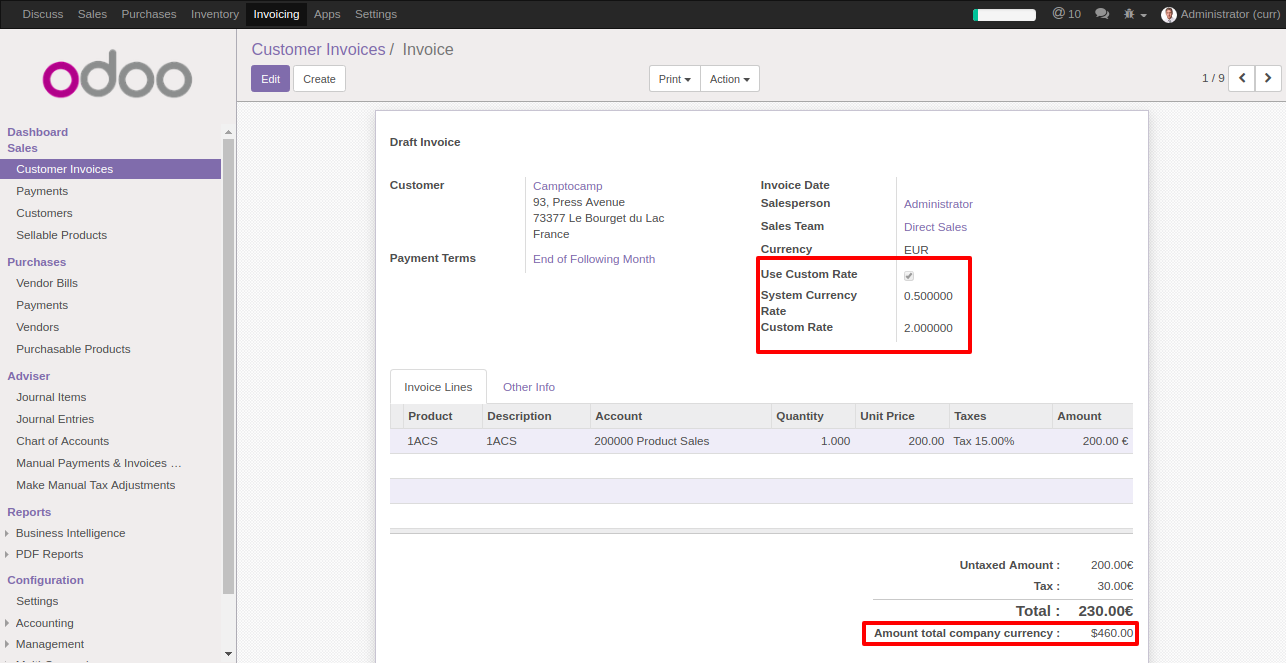 Discuss Sales Purchases Inventory Invoicing Apps Settings @ 10 Administrator (curr)
odoo
Dashboard
Sales
Customer Invoices
Payments
Customers
Sellable Products
Purchases
Vendor Bills
Payments
Vendors
Purchasable Products
Adviser
Journal Items
Journal Entries
Chart of Accounts
Manual Payments & Invoices …
Make Manual Tax Adjustments
Reports
Business Intelligence
PDF Reports
Configuration
Settings
Accounting
Management
Customer Invoices / Invoice
Edit Create Print Action 1 / 9
Draft Invoice
Customer Camptocamp
93, Press Avenue
73377 Le Bourget du Lac
France
Payment Terms End of Following Month
Invoice Date
Salesperson Administrator
Sales Team Direct Sales
Currency EUR
Use Custom Rate
System Currency Rate 0.500000
Custom Rate 2.000000
Invoice Lines Other Info
Product Description Account Quantity Unit Price Taxes Amount
1ACS 1ACS 200000 Product Sales 1.000 200.00 Tax 15.00% 200.00 €
Untaxed Amount : 200.00€
Tax : 30.00€
Total : 230.00€
Amount total company currency : $460.00